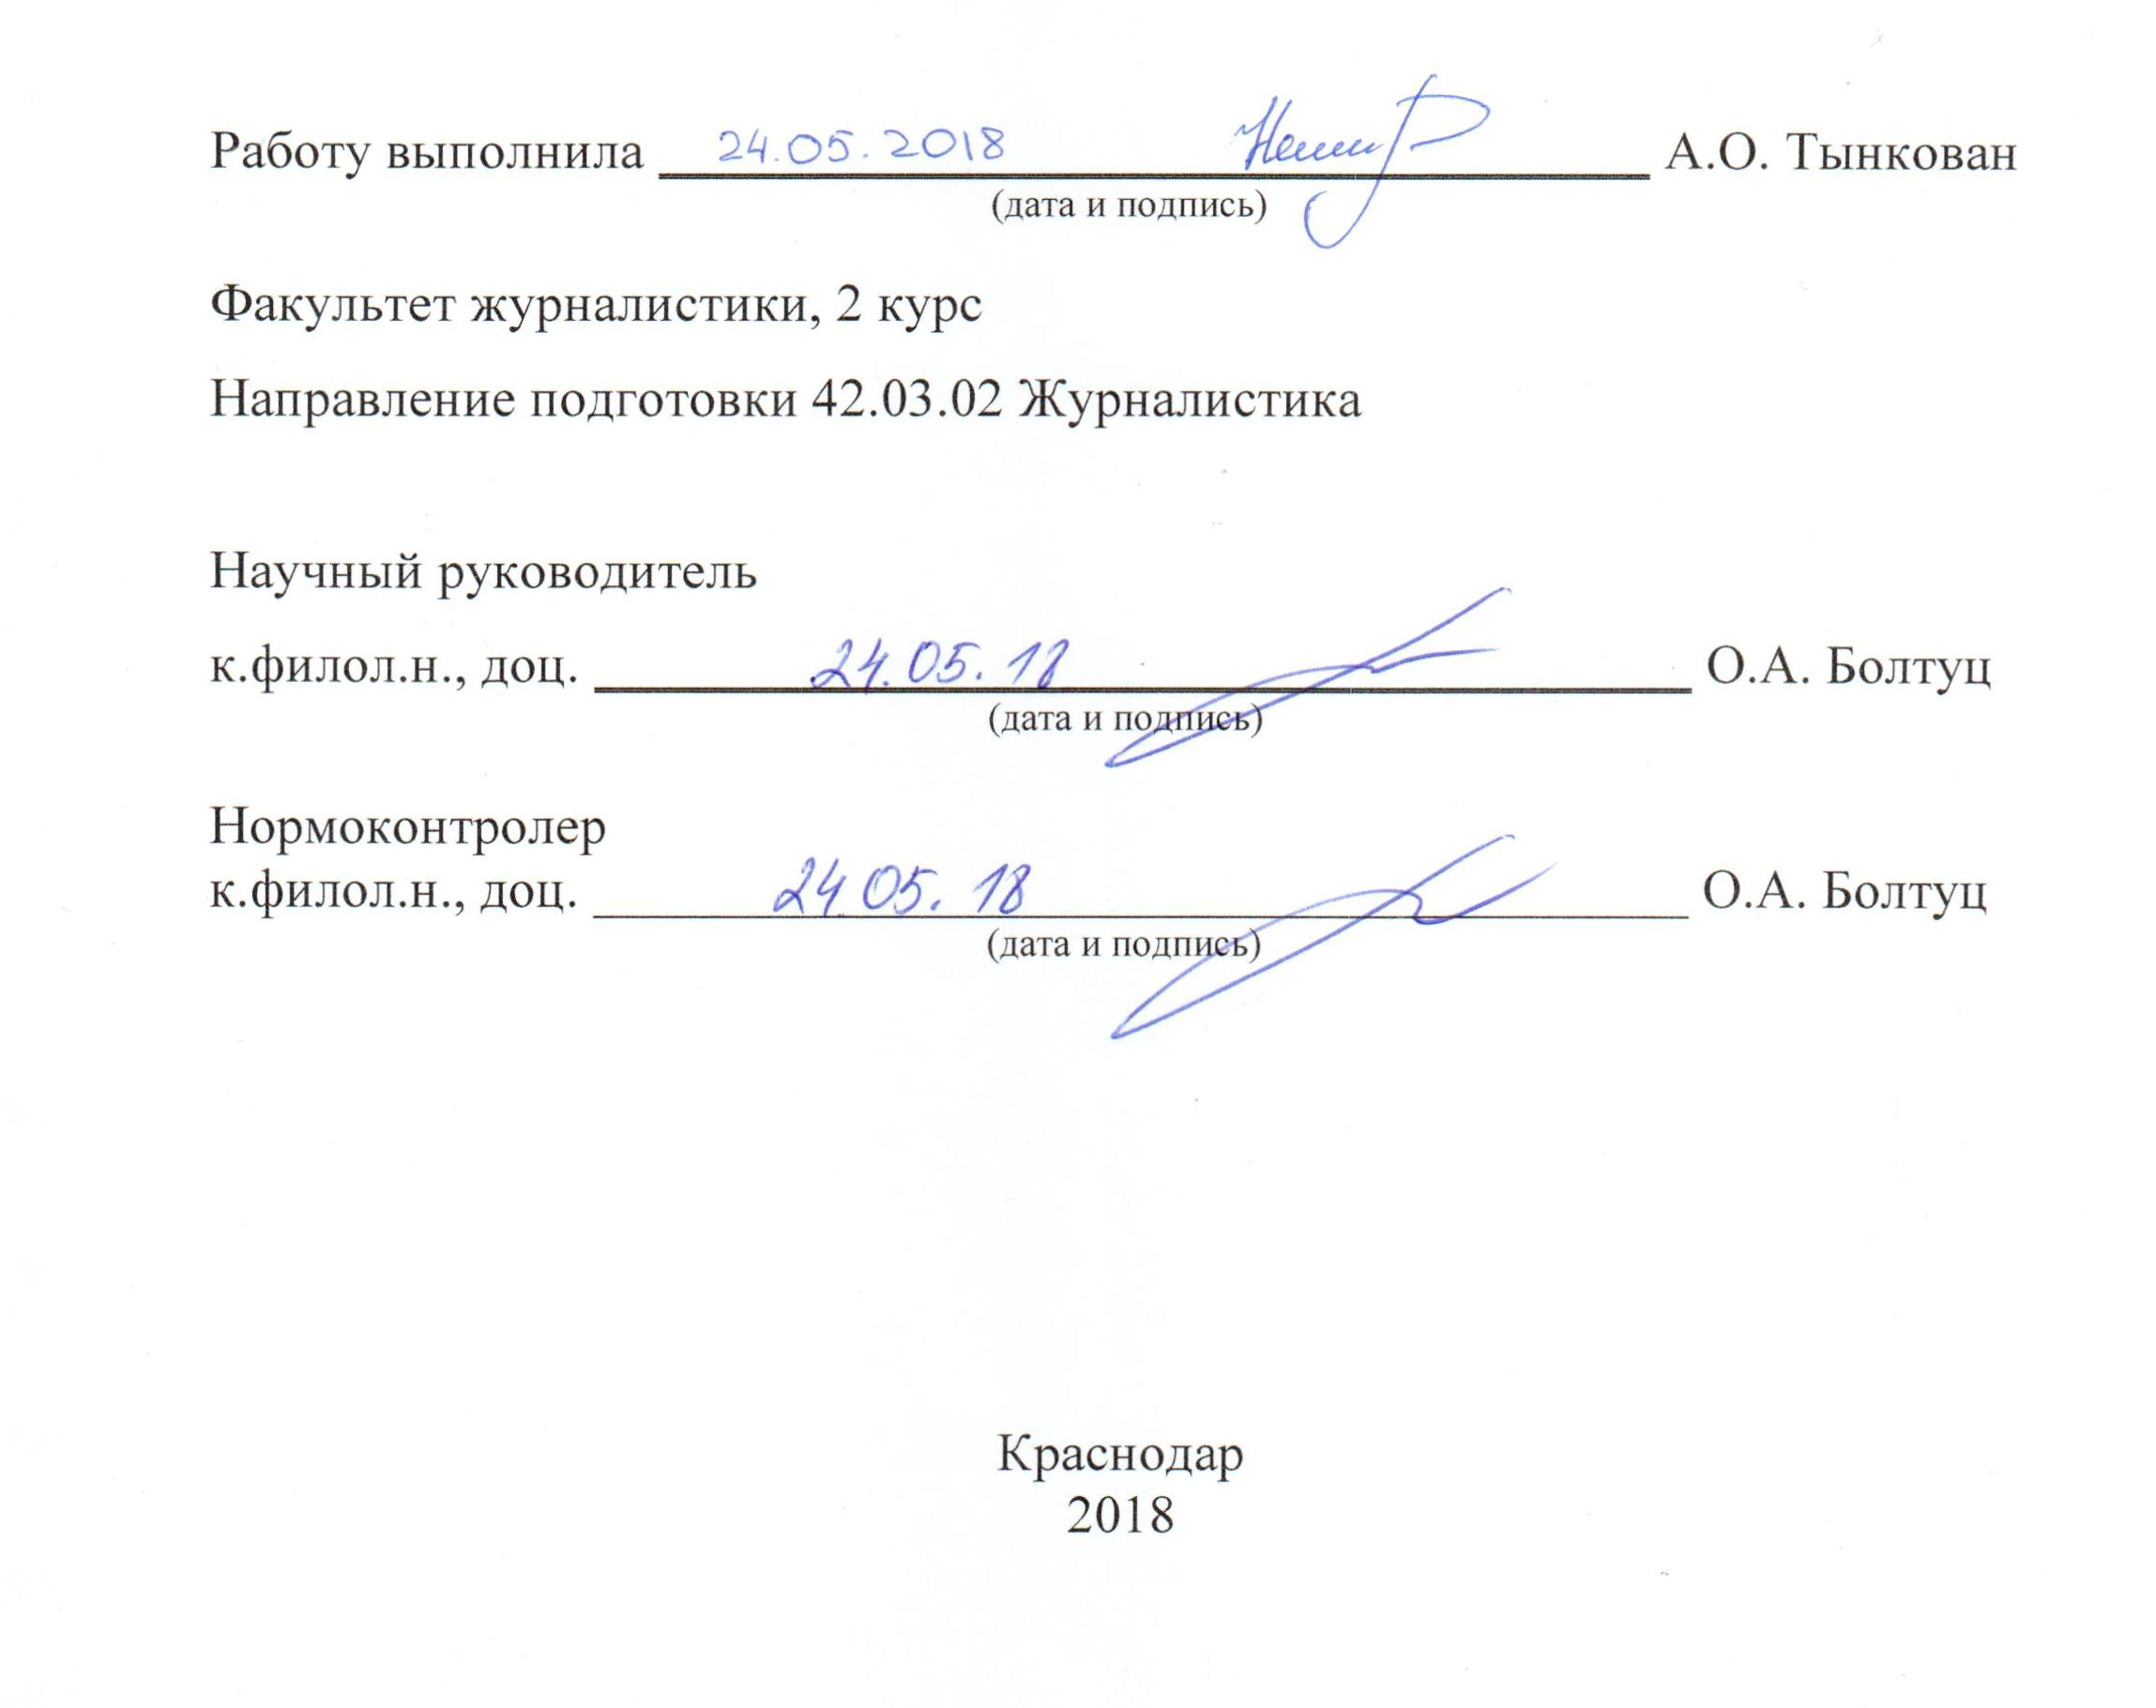 Работу выполнила 24.05.2018 А.О. Тынкован
(дата и подпись)
Факультет журналистики, 2 курс
Направление подготовки 42.03.02 Журналистика
Научный руководитель
к.филол.н., доц. 24.05.18 О.А. Болтуц
(дата и подпись)
Нормоконтролер
к.филол.н., доц. 24.05.18 О.А. Болтуц
(дата и подпись)
Краснодар
2018